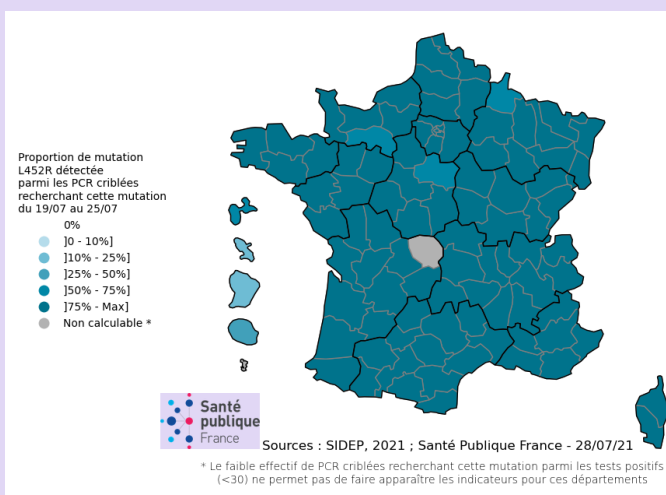 Proportion de mutation
L452R détectée
parmi les PCR criblées
recherchant cette mutation
du 19/07 au 25/07
0%
]0 - 10%]
]10% - 25%]
]25% - 50%]
]50% - 75%]
]75% - Max]
Non calculable *
Santé
publique
France
Sources : SIDEP, 2021 ; Santé Publique France - 28/07/21
* Le faible effectif de PCR criblées recherchant cette mutation parmi les tests positifs
(<30) ne permet pas de faire apparaître les indicateurs pour ces départements